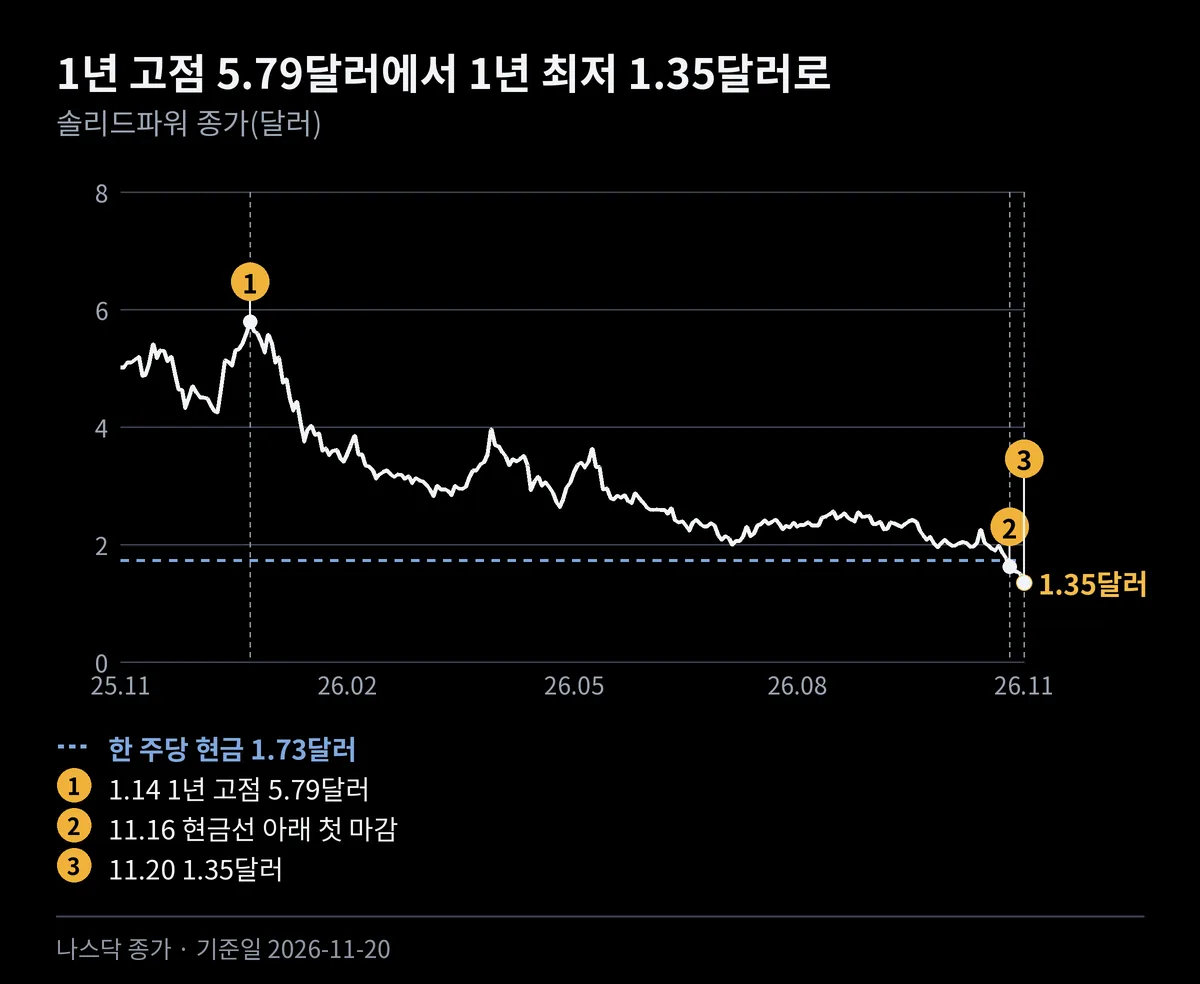 1년 고점 5.79달러에서 1년 최저 1.35달러로
솔리드파워 종가(달러)
8
6
4
2
0
1
2
3
1.35달러
25.11 26.02 26.05 26.08 26.11
한 주당 현금 1.73달러
1 1.14 1년 고점 5.79달러
2 11.16 현금선 아래 첫 마감
3 11.20 1.35달러
나스닥 종가 · 기준일 2026-11-20